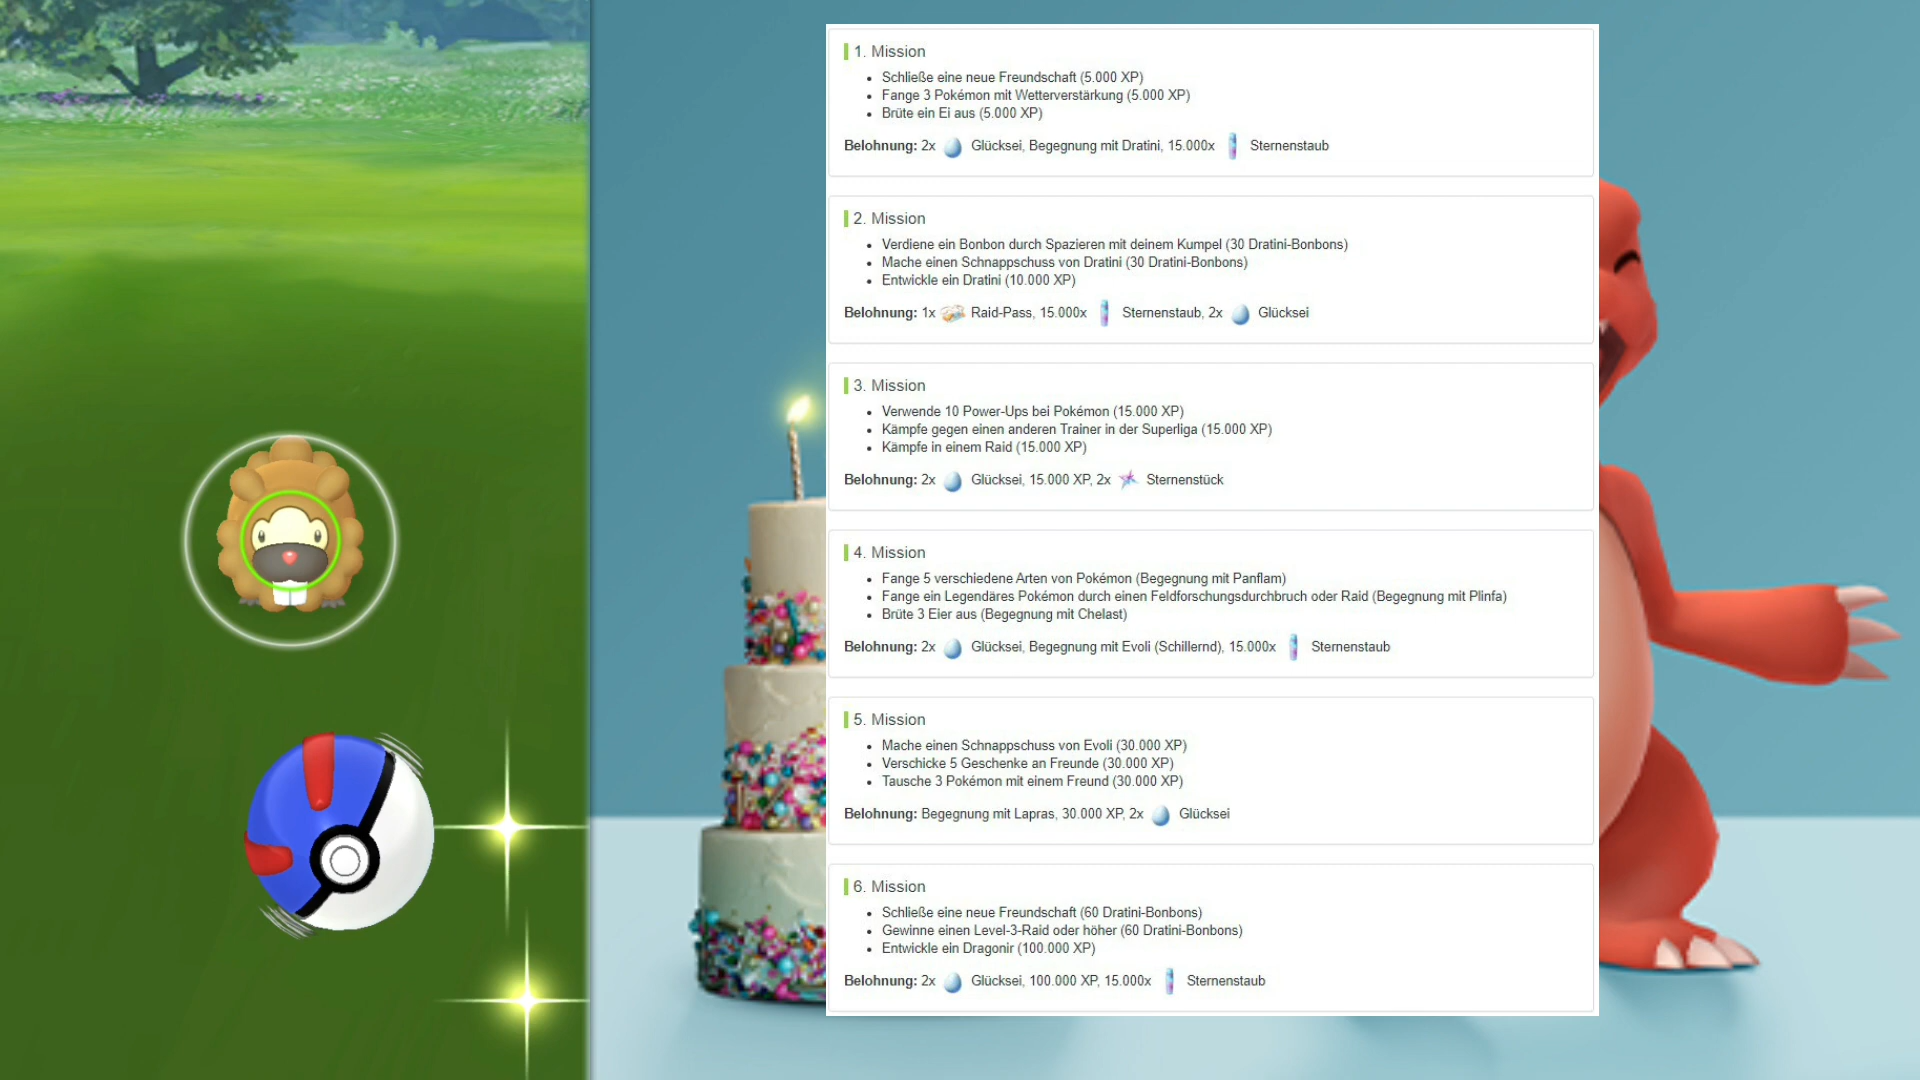 1. Mission
Schließe eine neue Freundschaft (5.000 XP)
Fange 3 Pokémon mit Wetterverstärkung (5.000 XP)
Brüte ein Ei aus (5.000 XP)
Belohnung: 2x Glücksei, Begegnung mit Dratini, 15.000x Sternenstaub
2. Mission
Verdiene ein Bonbon durch Spazieren mit deinem Kumpel (30 Dratini-Bonbons)
Mache einen Schnappschuss von Dratini (30 Dratini-Bonbons)
Entwickle ein Dratini (10.000 XP)
Belohnung: 1x Raid-Pass, 15.000x Sternenstaub, 2x Glücksei
3. Mission
Verwende 10 Power-Ups bei Pokémon (15.000 XP)
Kämpfe gegen einen anderen Trainer in der Superliga (15.000 XP)
Kämpfe in einem Raid (15.000 XP)
Belohnung: 2x Glücksei, 15.000 XP, 2x Sternenstück
4. Mission
Fange 5 verschiedene Arten von Pokémon (Begegnung mit Panflam)
Fange ein Legendäres Pokémon durch einen Feldforschungsdurchbruch oder Raid (Begegnung mit Plinfa)
Brüte 3 Eier aus (Begegnung mit Chelast)
Belohnung: 2x Glücksei, Begegnung mit Evoli (Schillernd), 15.000x Sternenstaub
5. Mission
Mache einen Schnappschuss von Evoli (30.000 XP)
Verschicke 5 Geschenke an Freunde (30.000 XP)
Tausche 3 Pokémon mit einem Freund (30.000 XP)
Belohnung: Begegnung mit Lapras, 30.000 XP, 2x Glücksei
6. Mission
Schließe eine neue Freundschaft (60 Dratini-Bonbons)
Gewinne einen Level-3-Raid oder höher (60 Dratini-Bonbons)
Entwickle ein Dragonir (100.000 XP)
Belohnung: 2x Glücksei, 100.000 XP, 15.000x Sternenstaub